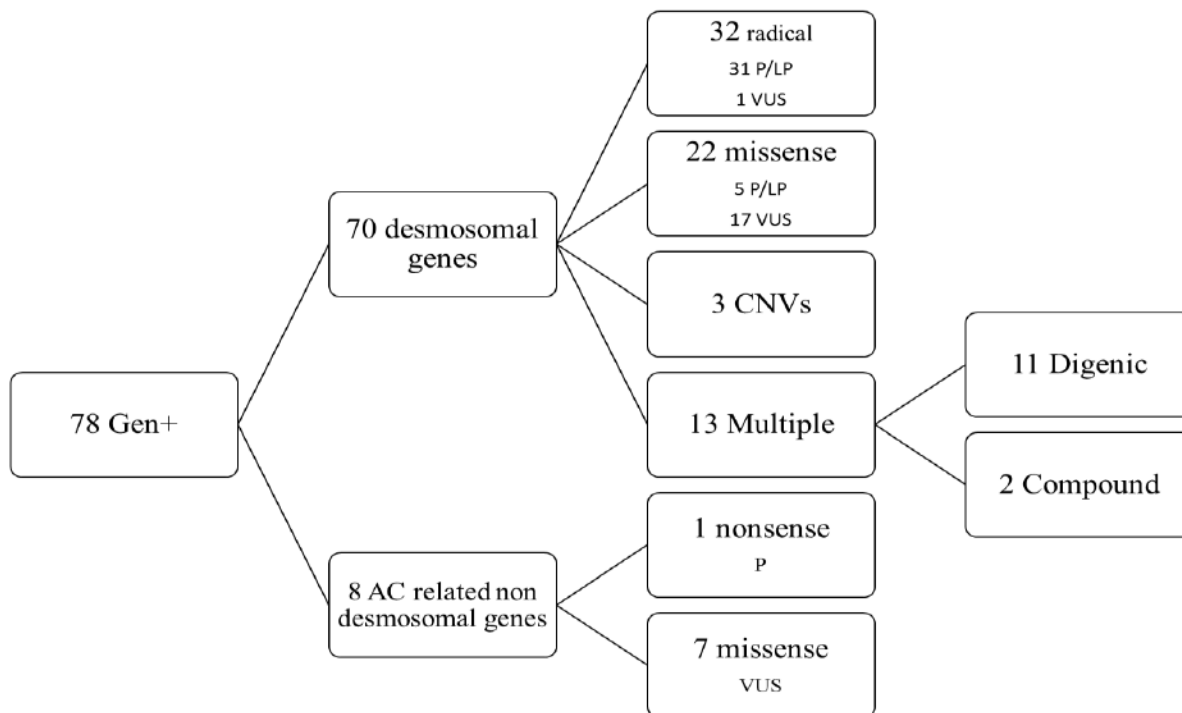 78 Gen+
70 desmosomal
genes
8 AC related non
desmosomal genes
32 radical
31 P/LP
1 VUS
22 missense
5 P/LP
17 VUS
3 CNVs
13 Multiple
1 nonsense
P
7 missense
VUS
11 Digenic
2 Compound